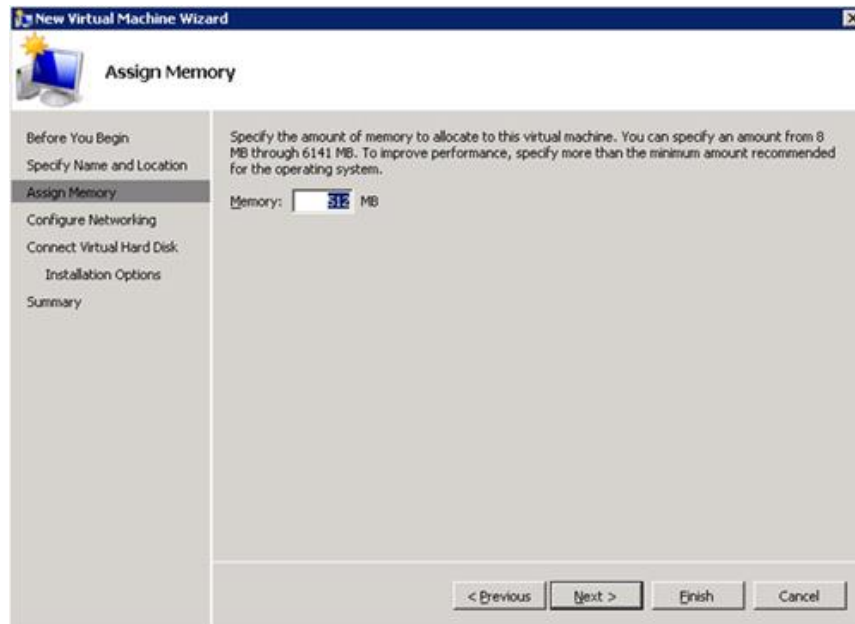 New Virtual Machine Wizard
Assign Memory
Before You Begin
Specify Name and Location
Assign Memory
Configure Networking
Connect Virtual Hard Disk
Installation Options
Summary
Specify the amount of memory to allocate to this virtual machine. You can specify an amount from 8
MB through 6141 MB. To improve performance, specify more than the minimum amount recommended
for the operating system.
Memory: 512 MB
< Previous Next > Finish Cancel